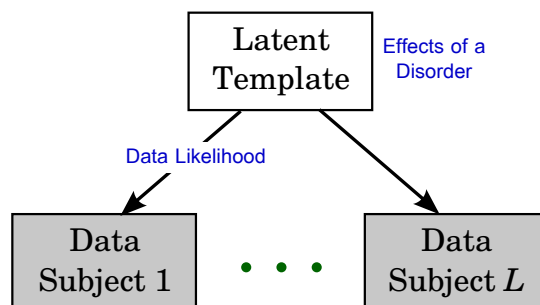 Latent
Template
Effects of a
Disorder
Data Likelihood
Data
Subject 1
Data
Subject L